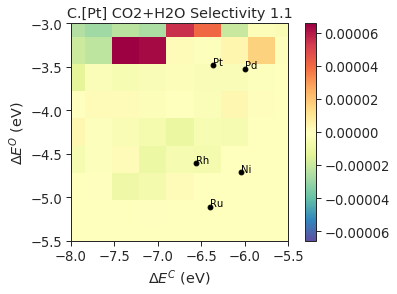 C.[Pt] CO2+H2O Selectivity 1.1
−3.0
−3.5
−4.0
−4.5
−5.0
−5.5
ΔE^O (eV)
Pt
Pd
Rh
Ni
Ru
−8.0 −7.5 −7.0 −6.5 −6.0 −5.5
ΔE^C (eV)
0.00006
0.00004
0.00002
0.00000
−0.00002
−0.00004
−0.00006